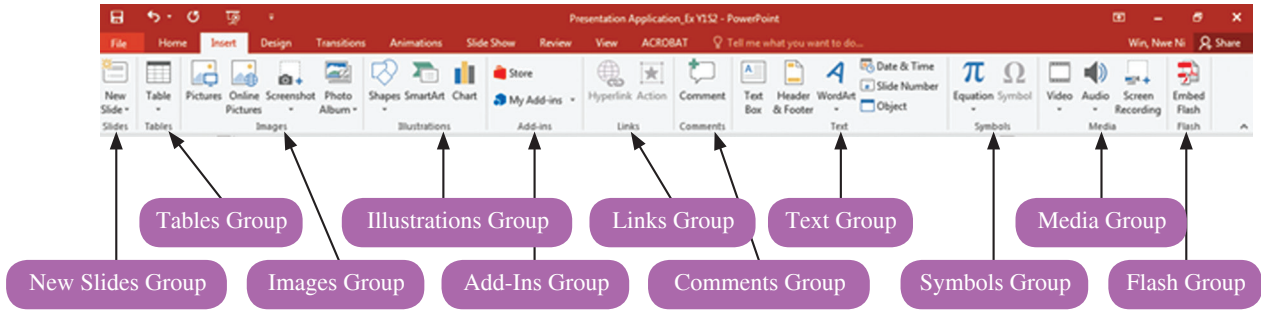 Presentation Application_Ex Y1S2 - PowerPoint
File Home Insert Design Transitions Animations Slide Show Review View ACROBAT Tell me what you want to do... Win, Nwe Ni Share
New Slide Table Pictures Online Pictures Screenshot Photo Album Shapes SmartArt Chart Store My Add-ins Hyperlink Action Comment Text Box Header & Footer WordArt Date & Time Slide Number Object Equation Symbol Video Audio Screen Recording Embed Flash
Slides Tables Images Illustrations Add-ins Links Comments Text Symbols Media Flash
Tables Group Illustrations Group Links Group Text Group Media Group
New Slides Group Images Group Add-Ins Group Comments Group Symbols Group Flash Group